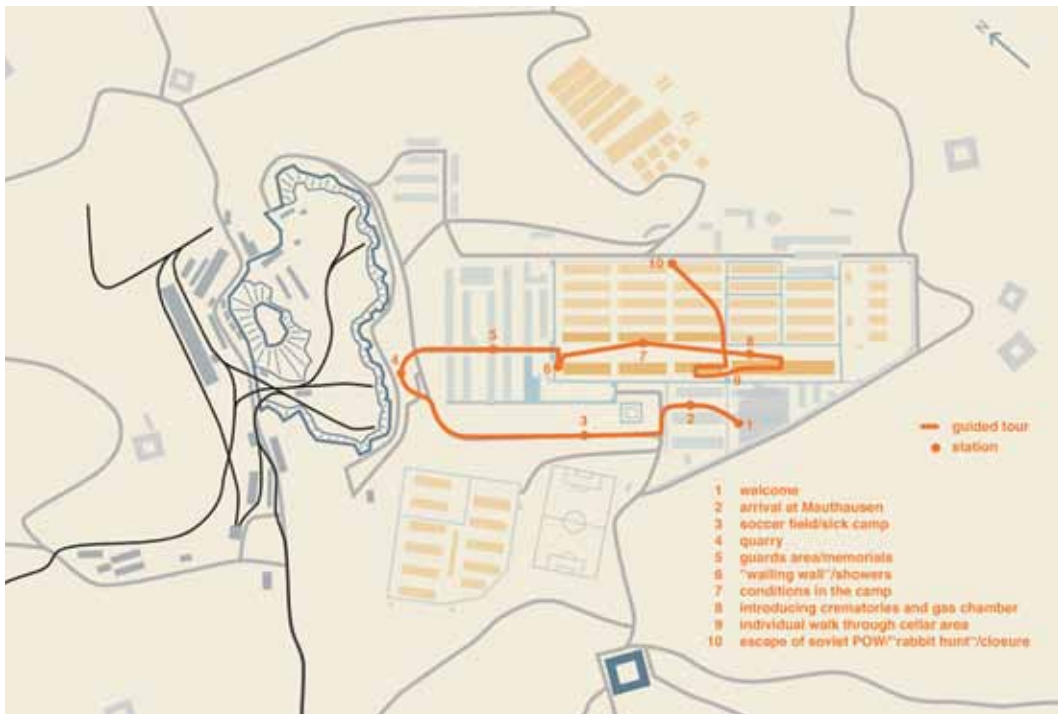 N
10
5
4
6
7
8
9
3
2
1
guided tour
station
1 welcome
2 arrival at Mauthausen
3 soccer field/sick camp
4 quarry
5 guards area/memorials
6 "wailing wall"/showers
7 conditions in the camp
8 introducing crematories and gas chamber
9 individual walk through cellar area
10 escape of soviet POW/"rabbit hunt"/closure